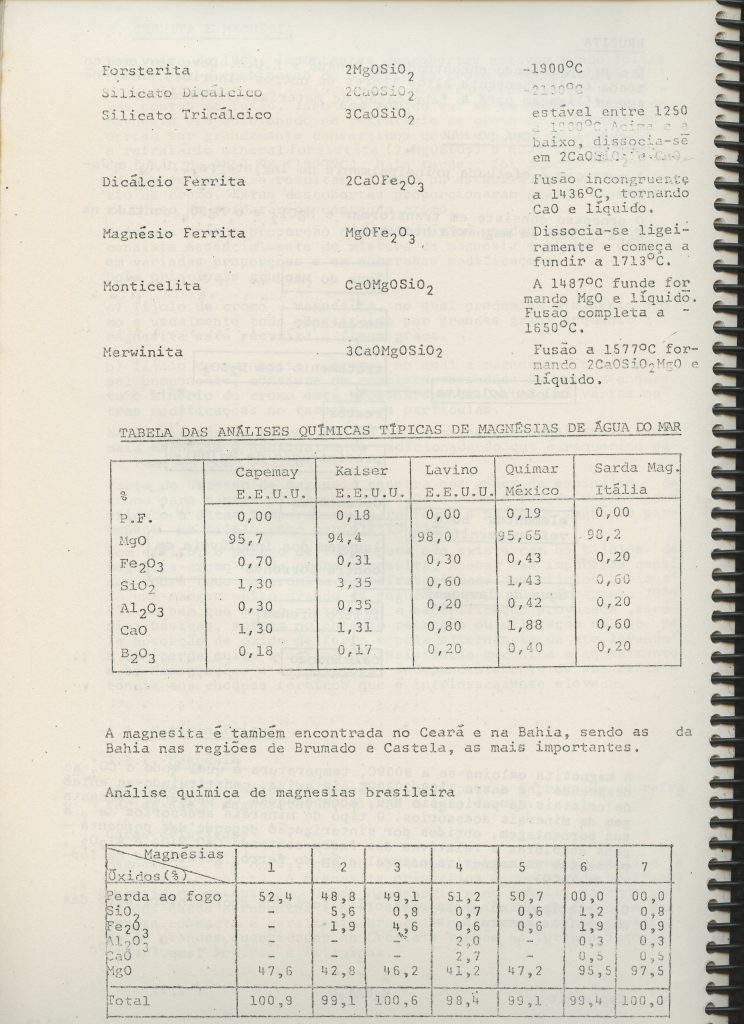 Forsterita 2MgOSiO2 -1900ºC
Silicato Dicálcico 2CaOSiO2 -2130ºC
Silicato Tricálcico 3CaOSiO2 estável entre 1250
a 1900ºC. Acima e a
baixo, dissocia-se
em 2CaOSiO2 e CaO.
Dicálcio Ferrita 2CaOFe2O3 Fusão incongruente
a 1436ºC, tornando
CaO e líquido.
Magnésio Ferrita MgOFe2O3 Dissocia-se ligei-
ramente e começa a
fundir a 1713ºC.
Monticelita CaOMgOSiO2 A 1487ºC funde for
mando MgO e líquido.
Fusão completa a -
1650ºC.
Merwinita 3CaOMgOSiO2 Fusão a 1577ºC for-
mando 2CaOSiO2MgO e
líquido.
TABELA DAS ANÁLISES QUÍMICAS TÍPICAS DE MAGNÉSIAS DE ÁGUA DO MAR
Capemay Kaiser Lavino Quimar Sarda Mag.
% E.E.U.U. E.E.U.U. E.E.U.U. México Itália
P.F. 0,00 0,18 0,00 0,19 0,00
MgO 95,7 94,4 98,0 95,65 98,2
Fe2O3 0,70 0,31 0,30 0,43 0,20
SiO2 1,30 3,35 0,60 1,43 0,60
Al2O3 0,30 0,35 0,20 0,42 0,20
CaO 1,30 1,31 0,80 1,88 0,60
B2O3 0,18 0,17 0,20 0,40 0,20
A magnesita é também encontrada no Ceará e na Bahia, sendo as da
Bahia nas regiões de Brumado e Castela, as mais importantes.
Análise química de magnesias brasileira
Magnésias
Óxidos(%) 1 2 3 4 5 6 7
Perda ao fogo 52,4 48,8 49,1 51,2 50,7 00,0 00,0
SiO2 - 5,6 0,8 0,7 0,6 1,2 0,8
Fe2O3 - 1,9 4,6 0,6 0,6 1,9 0,9
Al2O3 - - - 2,0 - 0,3 0,3
CaO - - - 2,7 - 0,5 0,5
MgO 47,6 42,8 46,2 41,2 47,2 95,5 97,5
Total 100,9 99,1 100,6 98,4 99,1 99,4 100,0